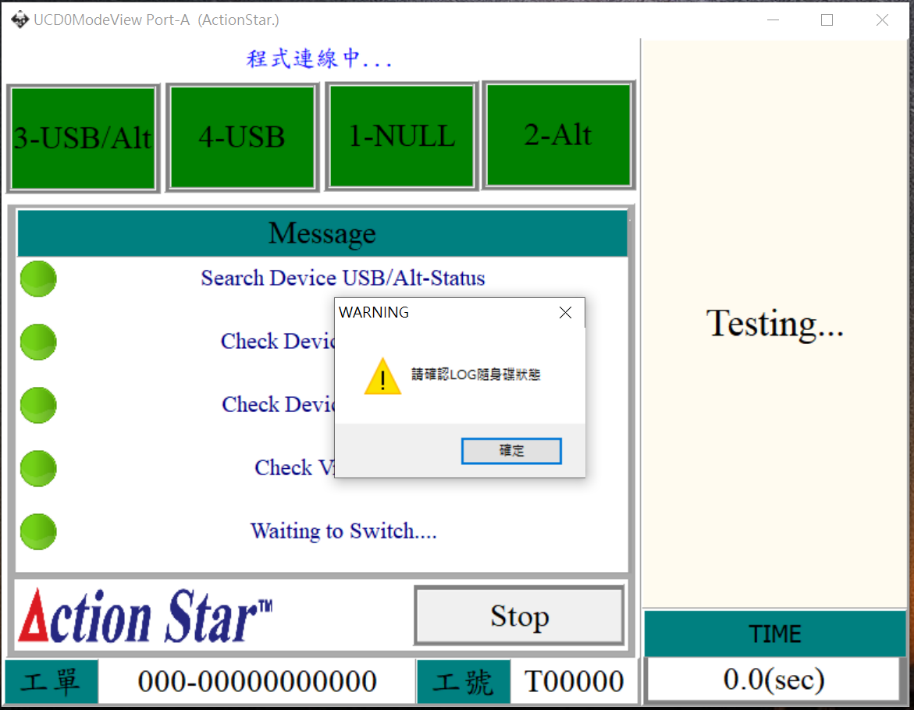 UCD0ModeView Port-A (ActionStar.)
程式連線中...
3-USB/Alt
4-USB
1-NULL
2-Alt
Message
Search Device USB/Alt-Status
Check
Check
Check
Waiting to Switch....
WARNING
請確認LOG隨身碟狀態
確定
Testing...
Action Star™
Stop
TIME
工單
000-00000000000
工號
T00000
0.0(sec)